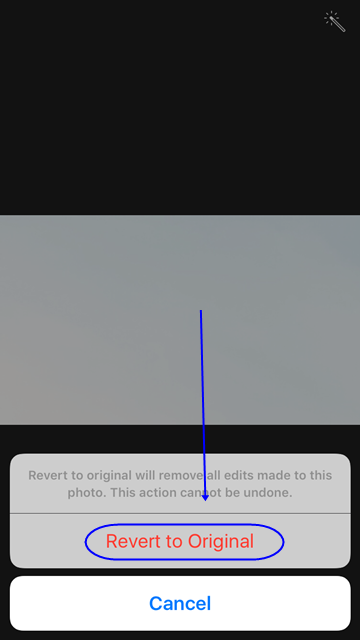 Revert to original will remove all edits made to this
photo. This action cannot be undone.
Revert to Original
Cancel